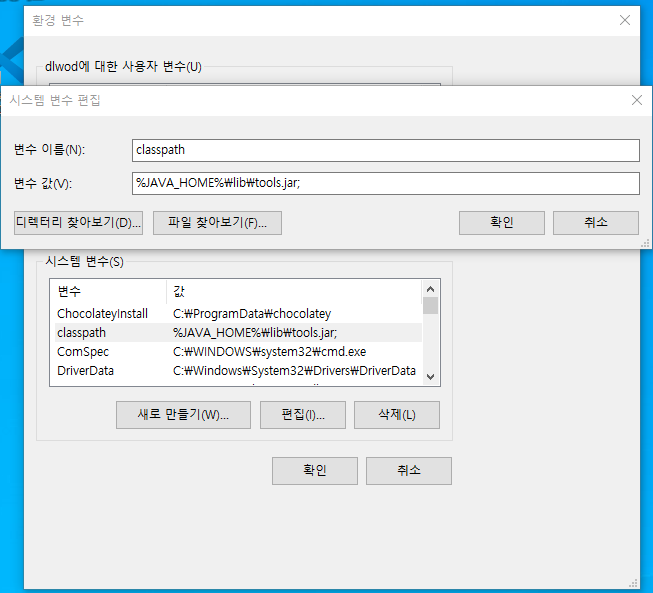 환경 변수
dlwod에 대한 사용자 변수(U)
시스템 변수 편집
변수 이름(N):
classpath
변수 값(V):
%JAVA_HOME%₩lib₩tools.jar;
디렉터리 찾아보기(D)... 파일 찾아보기(F)... 확인 취소
시스템 변수(S)
변수 값
ChocolateyInstall C:₩ProgramData₩chocolatey
classpath %JAVA_HOME%₩lib₩tools.jar;
ComSpec C:₩WINDOWS₩system32₩cmd.exe
DriverData C:₩Windows₩System32₩Drivers₩DriverData
새로 만들기(W)... 편집(I)... 삭제(L)
확인 취소